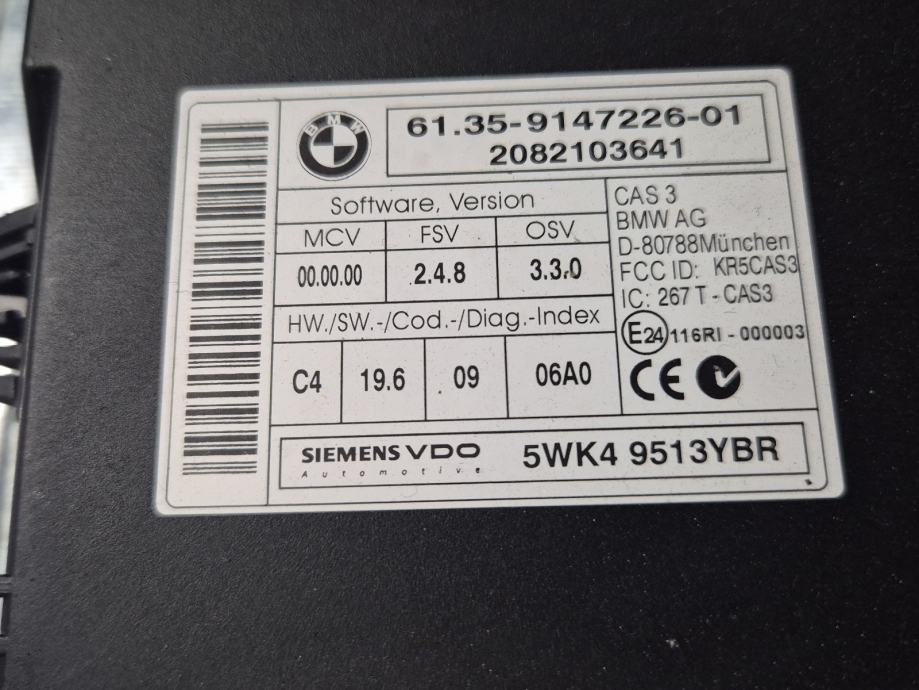 BMW
61.35-9147226-01
2082103641
Software, Version
MCV FSV OSV
00.00.00 2.4.8 3.3.0
HW./SW.-/Cod.-/Diag.-Index
C4 19.6 09 06A0
CAS 3
BMW AG
D-80788München
FCC ID: KR5CAS3
IC: 267 T - CAS3
E24 116RI - 000003
CE
SIEMENS VDO
Automotive
5WK4 9513YBR